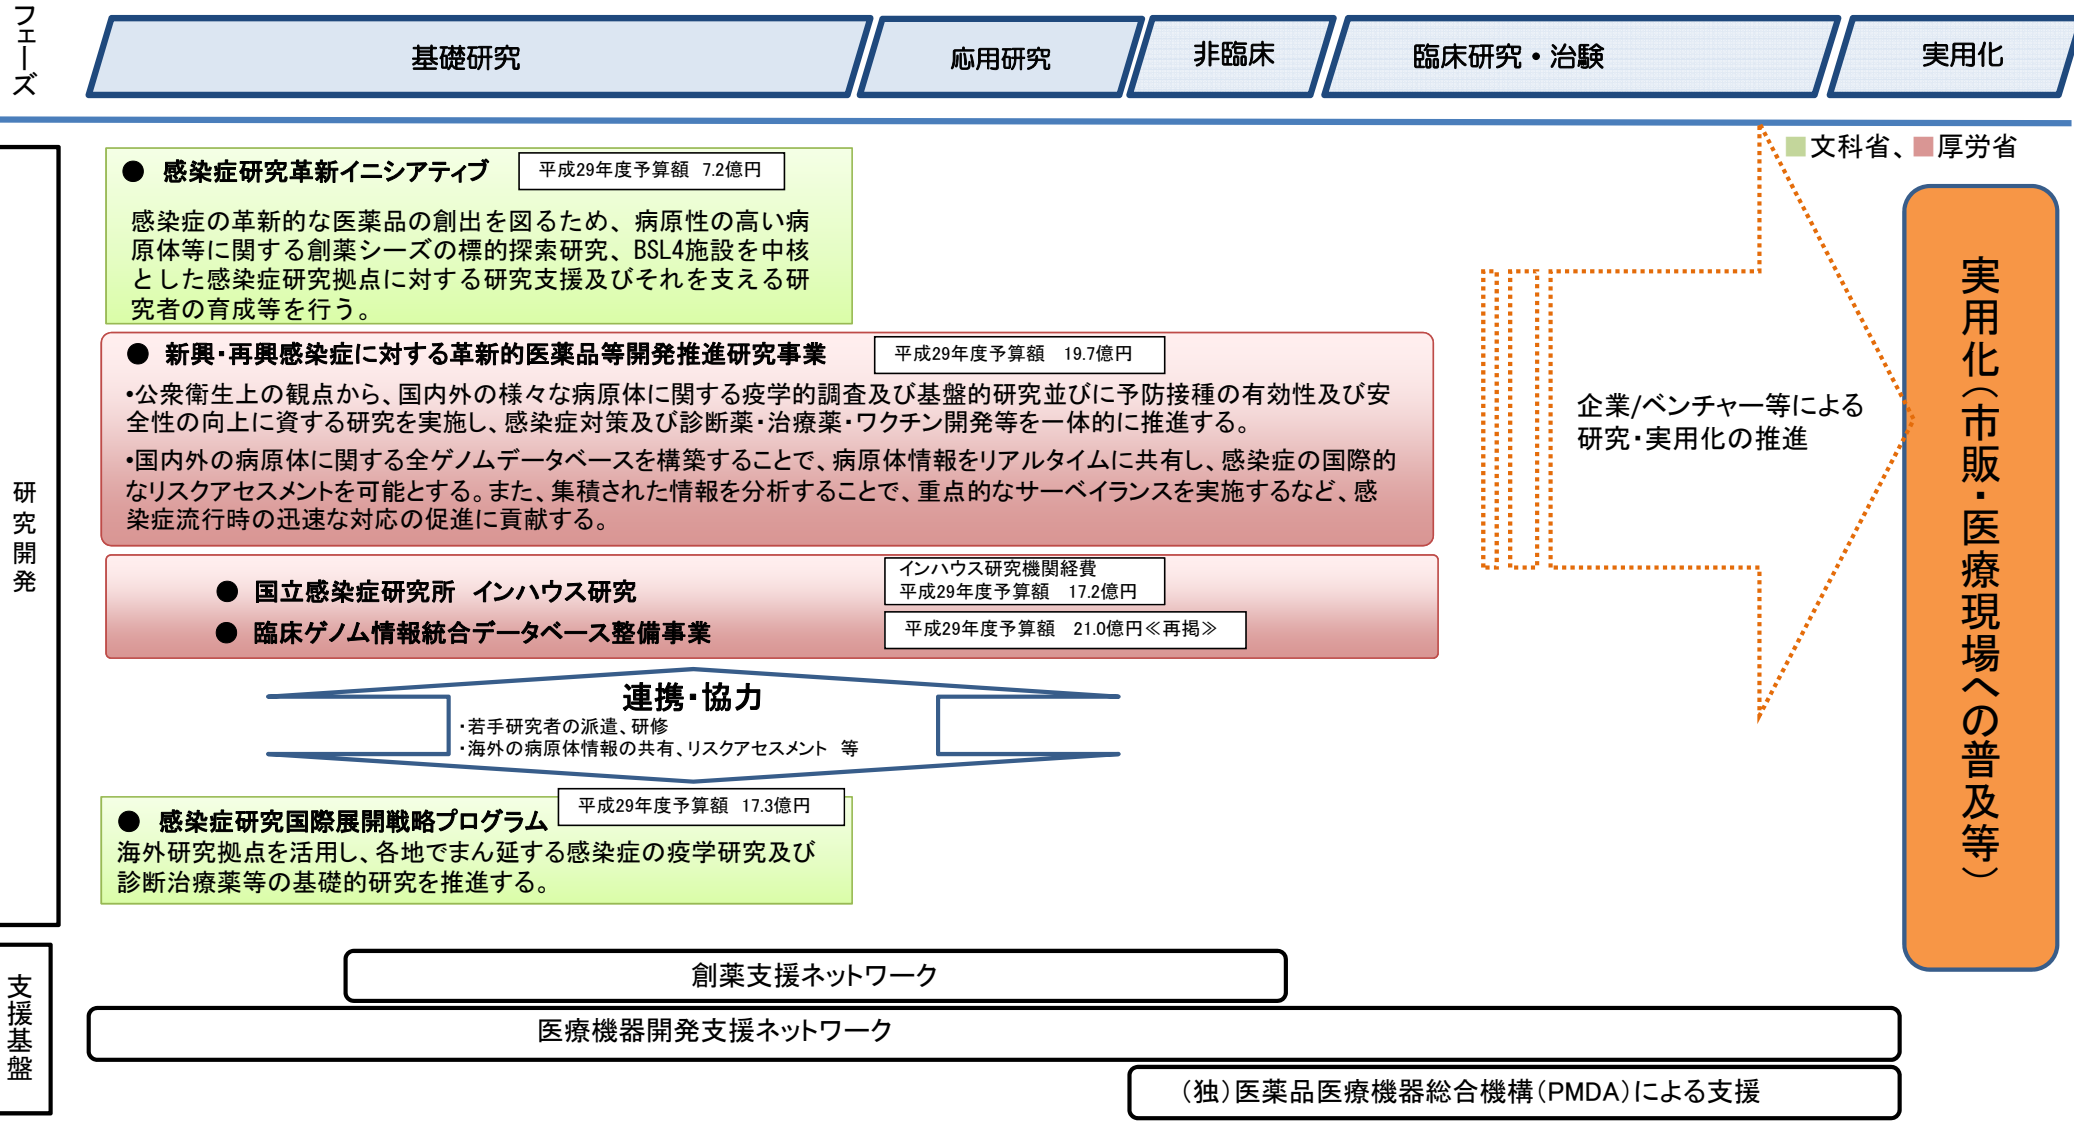 フェーズ
基礎研究
応用研究
非臨床
臨床研究・治験
実用化
■文科省、■厚労省
研究開発
● 感染症研究革新イニシアティブ
平成29年度予算額 7.2億円
感染症の革新的な医薬品の創出を図るため、病原性の高い病
原体等に関する創薬シーズの標的探索研究、BSL4施設を中核
とした感染症研究拠点に対する研究支援及びそれを支える研
究者の育成等を行う。
● 新興・再興感染症に対する革新的医薬品等開発推進研究事業
平成29年度予算額 19.7億円
・公衆衛生上の観点から、国内外の様々な病原体に関する疫学的調査及び基盤的研究並びに予防接種の有効性及び安
全性の向上に資する研究を実施し、感染症対策及び診断薬・治療薬・ワクチン開発等を一体的に推進する。
・国内外の病原体に関する全ゲノムデータベースを構築することで、病原体情報をリアルタイムに共有し、感染症の国際的
なリスクアセスメントを可能とする。また、集積された情報を分析することで、重点的なサーベイランスを実施するなど、感
染症流行時の迅速な対応の促進に貢献する。
● 国立感染症研究所 インハウス研究
インハウス研究機関経費
平成29年度予算額 17.2億円
● 臨床ゲノム情報統合データベース整備事業
平成29年度予算額 21.0億円≪再掲≫
連携・協力
・若手研究者の派遣、研修
・海外の病原体情報の共有、リスクアセスメント 等
● 感染症研究国際展開戦略プログラム
平成29年度予算額 17.3億円
海外研究拠点を活用し、各地でまん延する感染症の疫学研究及び
診断治療薬等の基礎的研究を推進する。
企業/ベンチャー等による
研究・実用化の推進
実用化(市販・医療現場への普及等)
支援基盤
創薬支援ネットワーク
医療機器開発支援ネットワーク
(独)医薬品医療機器総合機構(PMDA)による支援